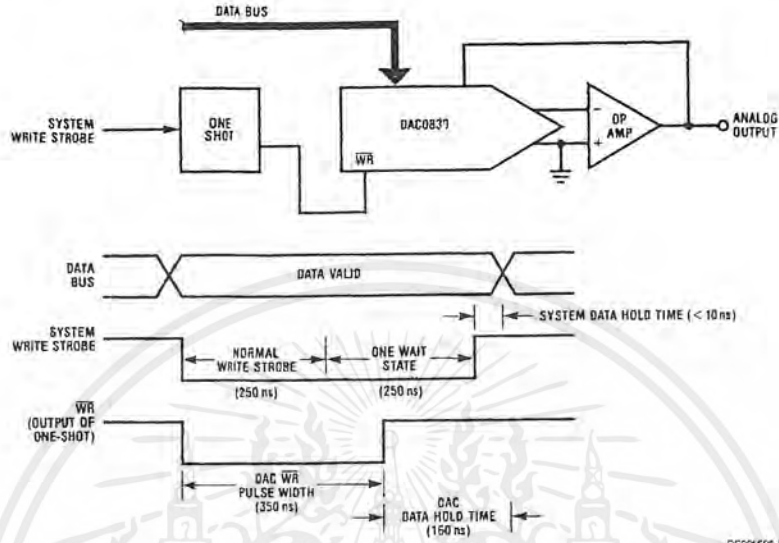 DATA BUS
SYSTEM
WRITE STROBE
ONE
SHOT
DAC0830
WR
OP
AMP
ANALOG
OUTPUT
DATA
BUS
DATA VALID
SYSTEM DATA HOLD TIME (< 10 ns)
SYSTEM
WRITE STROBE
NORMAL
WRITE STROBE
(250 ns)
ONE WAIT
STATE
(250 ns)
WR
(OUTPUT OF
ONE-SHOT)
DAC WR
PULSE WIDTH
(350 ns)
DAC
DATA HOLD TIME
(160 ns)